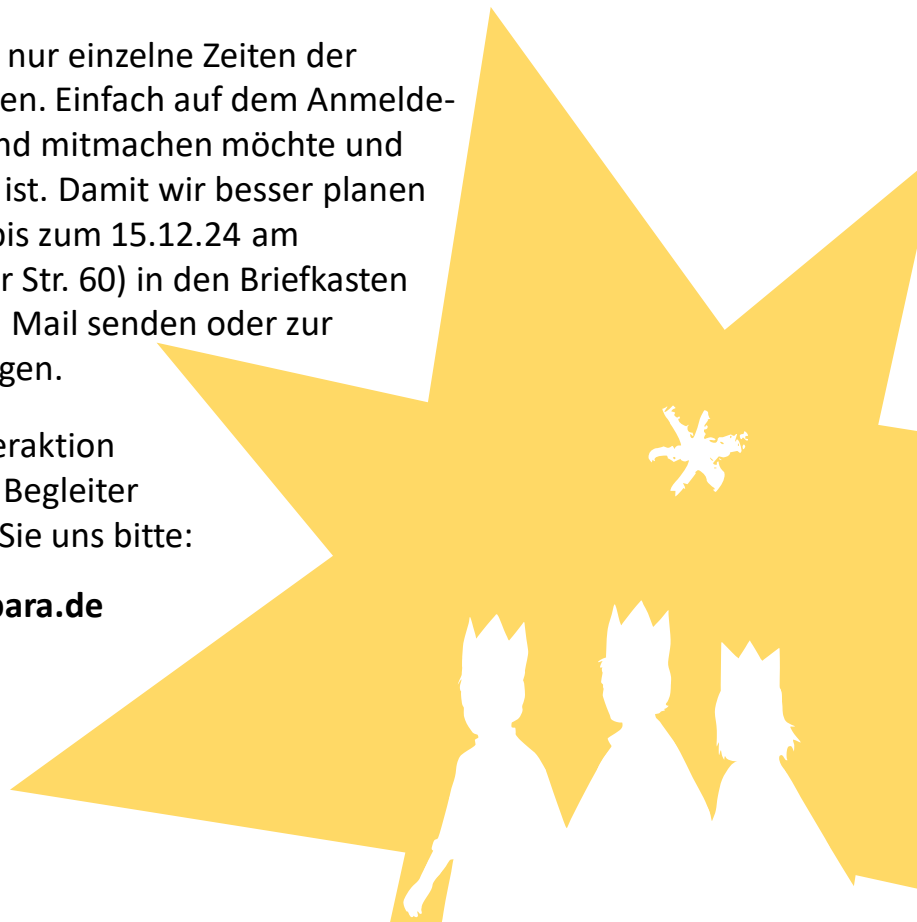 nur einzelne Zeiten der
en. Einfach auf dem Anmelde-
nd mitmachen möchte und
ist. Damit wir besser planen
bis zum 15.12.24 am
r Str. 60) in den Briefkasten
Mail senden oder zur
gen.
eraktion
Begleiter
Sie uns bitte:
bara.de